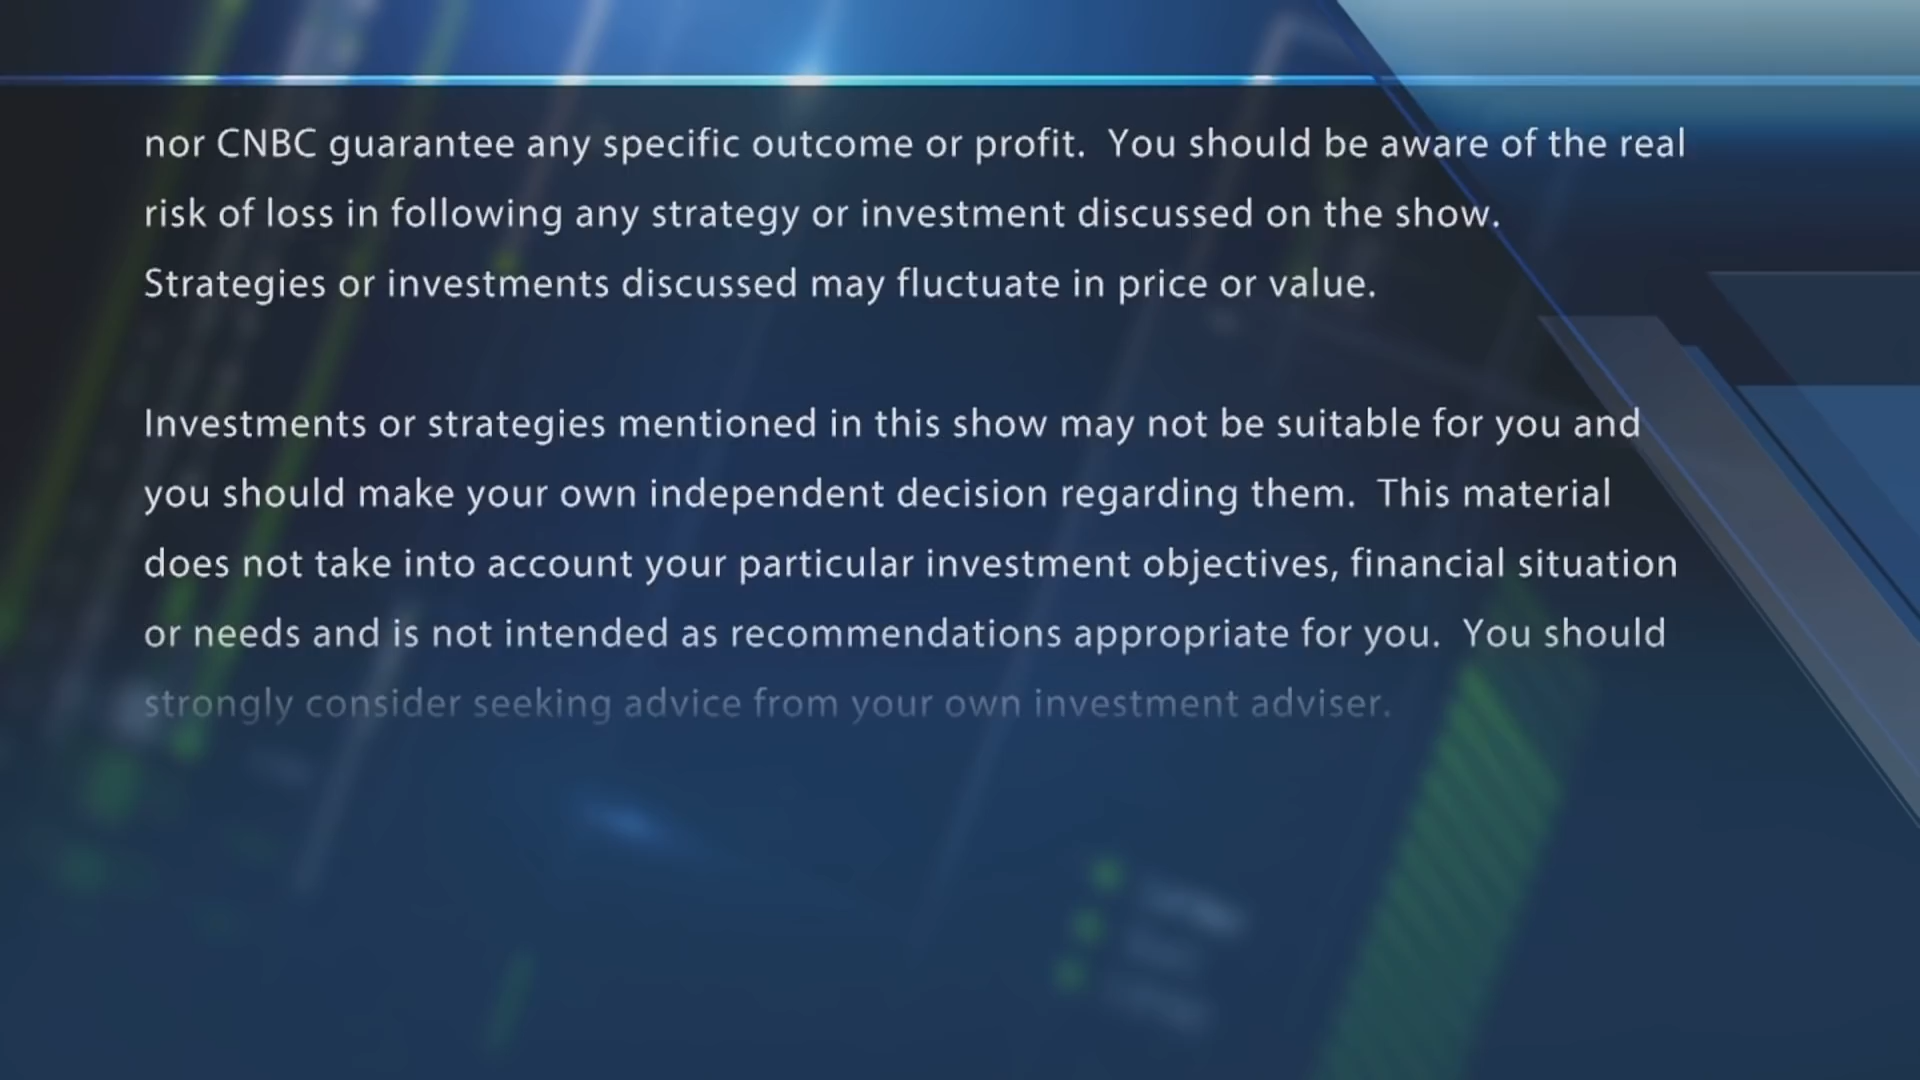 nor CNBC guarantee any specific outcome or profit.  You should be aware of the real
risk of loss in following any strategy or investment discussed on the show.
Strategies or investments discussed may fluctuate in price or value.
Investments or strategies mentioned in this show may not be suitable for you and
you should make your own independent decision regarding them.  This material
does not take into account your particular investment objectives, financial situation
or needs and is not intended as recommendations appropriate for you.  You should
strongly consider seeking advice from your own investment adviser.